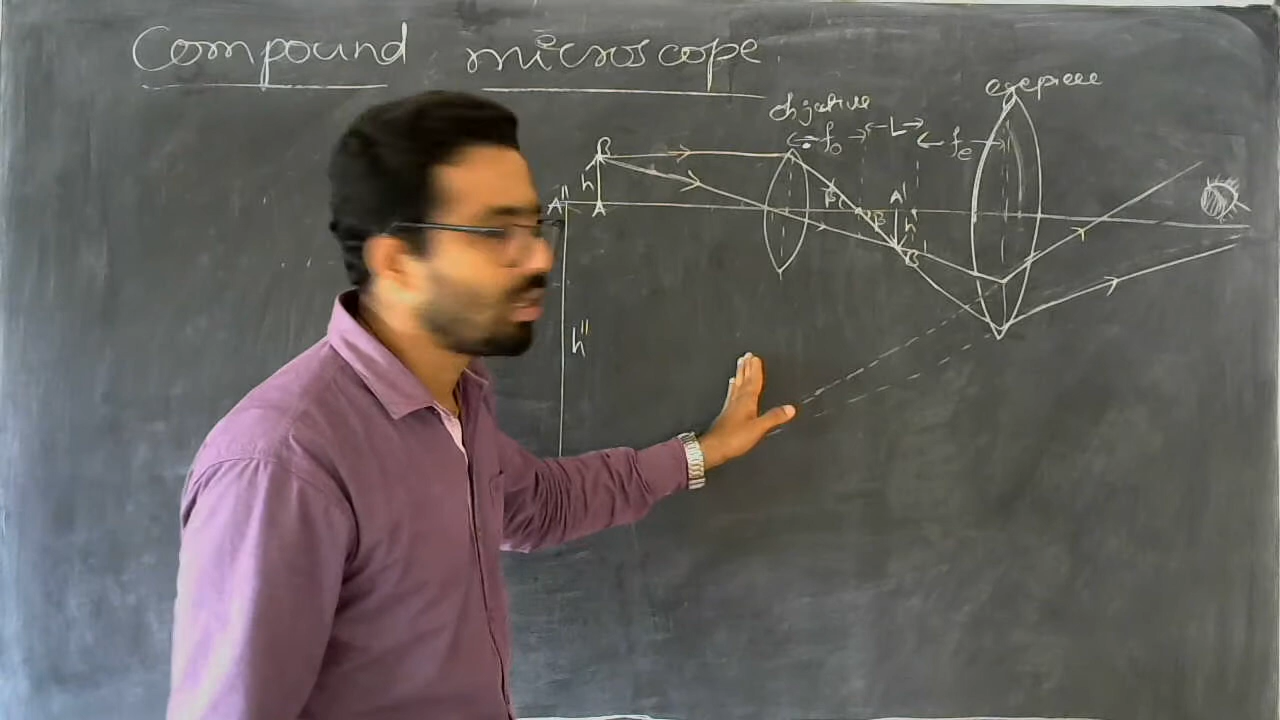 Compound microscope
objective
eyepiece
f₀
L
fₑ
B
h
A''
A
A'
β
β
h'
B'
h''